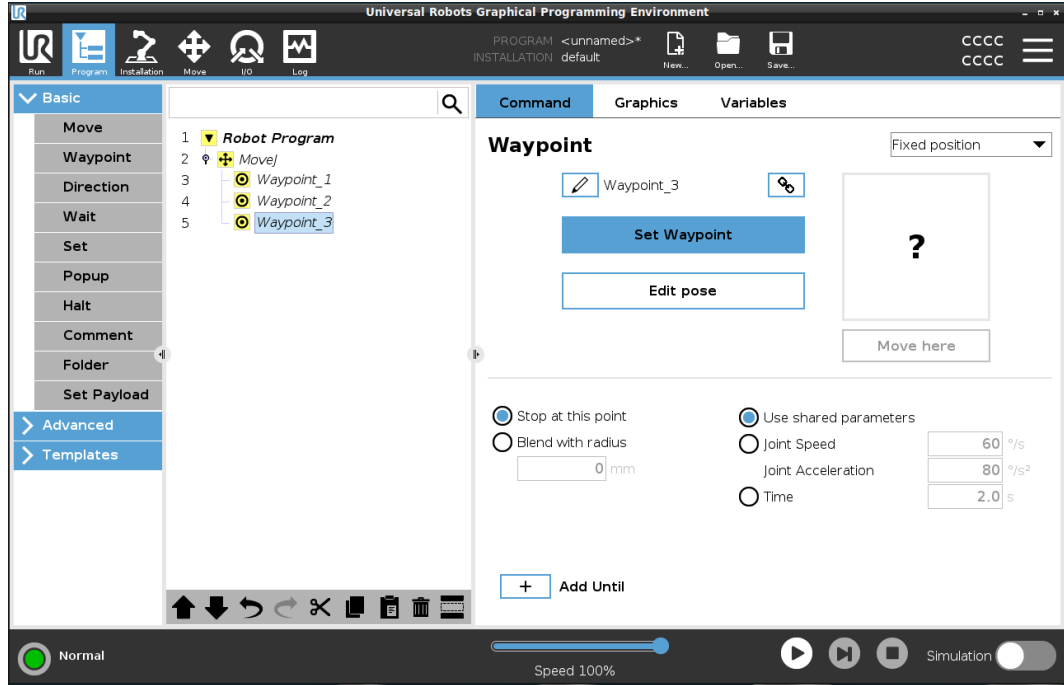 UR
Universal Robots Graphical Programming Environment
UR
Run
Program
Installation
Move
I/O
Log
PROGRAM <unnamed>*
INSTALLATION default
New...
Open...
Save...
CCCC
CCCC
Basic
Move
Waypoint
Direction
Wait
Set
Popup
Halt
Comment
Folder
Set Payload
Advanced
Templates
1 Robot Program
2 MoveJ
3 Waypoint_1
4 Waypoint_2
5 Waypoint_3
Command Graphics Variables
Waypoint
Fixed position
Waypoint_3
Set Waypoint
Edit pose
?
Move here
Stop at this point
Blend with radius
0 mm
Use shared parameters
Joint Speed 60 °/s
Joint Acceleration 80 °/s²
Time 2.0 s
+ Add Until
Normal
Speed 100%
Simulation